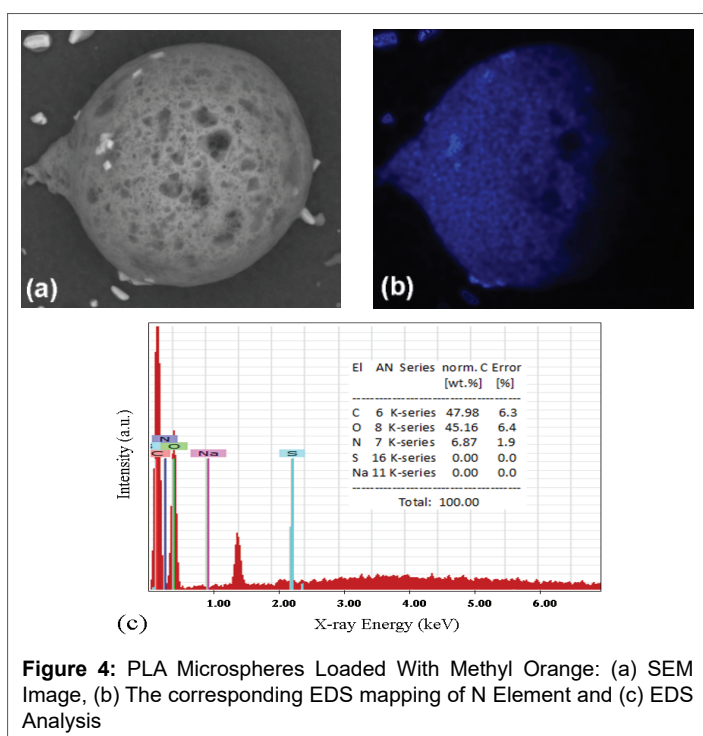 (a)
(b)
El AN Series norm. C Error
[wt.%] [%]
C 6 K-series 47.98 6.3
O 8 K-series 45.16 6.4
N 7 K-series 6.87 1.9
S 16 K-series 0.00 0.0
Na 11 K-series 0.00 0.0
Total: 100.00
N
O
C
Na
S
Intensity (a.u.)
1.00 2.00 3.00 4.00 5.00 6.00
(c)
X-ray Energy (keV)
Figure 4: PLA Microspheres Loaded With Methyl Orange: (a) SEM
Image, (b) The corresponding EDS mapping of N Element and (c) EDS
Analysis